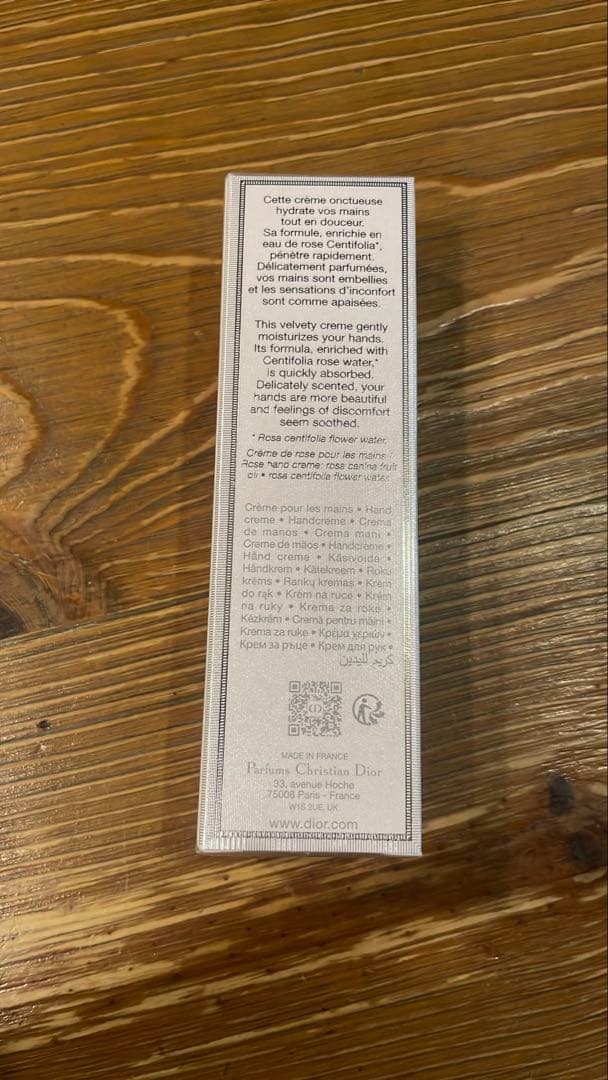 Cette crème onctueuse
hydrate vos mains
tout en douceur.
Sa formule, enrichie en
eau de rose Centifolia*,
pénètre rapidement.
Délicatement parfumées,
vos mains sont embellies
et les sensations d'inconfort
sont comme apaisées.
This velvety creme gently
moisturizes your hands.
Its formula, enriched with
Centifolia rose water,*
is quickly absorbed.
Delicately scented, your
hands are more beautiful
and feelings of discomfort
seem soothed.
* Rosa centifolia flower water.
Crème de rose pour les mains /
Rose hand creme: rosa canina fruit
oil • rosa centifolia flower water.
Crème pour les mains • Hand
creme • Handcreme • Crema
de manos • Crema mani •
Creme de mãos • Handcrème •
Hånd creme • Käsivoide •
Håndkrem • Kätekreem • Roku
krēms • Rankų kremas • Krem
do rąk • Krém na ruce • Krém
na ruky • Krema za roke •
Kézkrém • Cremă pentru mâini •
Krema za ruke • Κρέμα χεριών •
Крем за ръце • Крем для рук •
كريم لليدين
MADE IN FRANCE
Parfums Christian Dior
33, avenue Hoche
75008 Paris - France
W1S 2UE, UK
www.dior.com